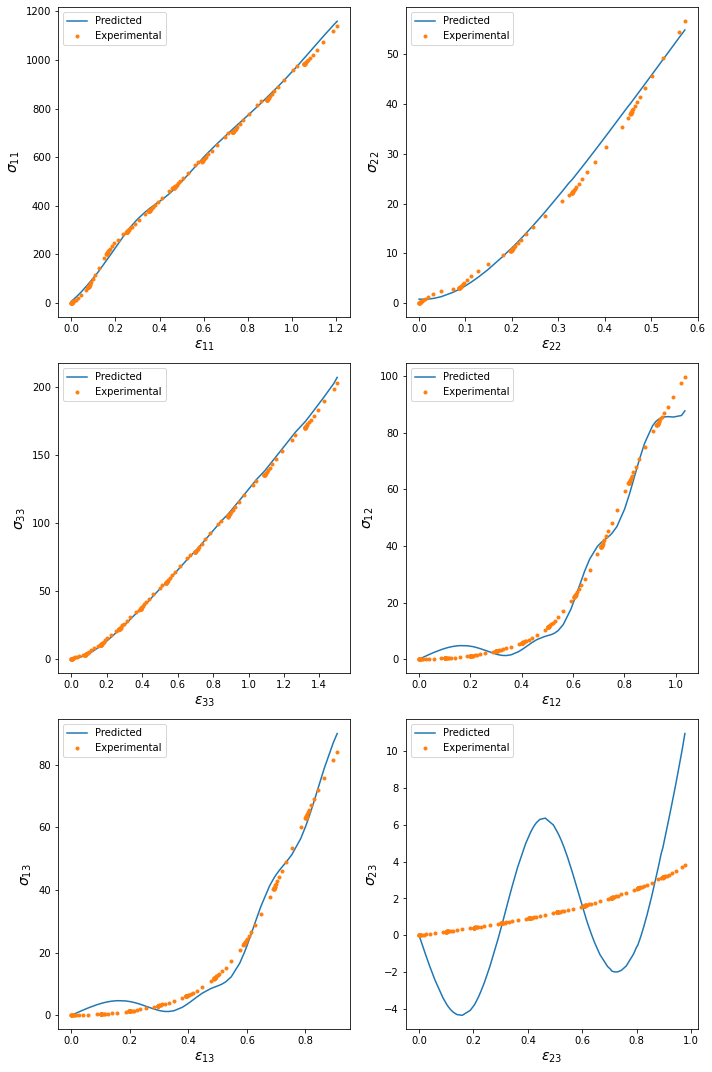 Predicted
Experimental
σ11
0
200
400
600
800
1000
1200
0.0 0.2 0.4 0.6 0.8 1.0 1.2
ε11
Predicted
Experimental
σ22
0
10
20
30
40
50
0.0 0.1 0.2 0.3 0.4 0.5 0.6
ε22
Predicted
Experimental
σ33
0
50
100
150
200
0.0 0.2 0.4 0.6 0.8 1.0 1.2 1.4
ε33
Predicted
Experimental
σ12
0
20
40
60
80
100
0.0 0.2 0.4 0.6 0.8 1.0
ε12
Predicted
Experimental
σ13
0
20
40
60
80
0.0 0.2 0.4 0.6 0.8
ε13
Predicted
Experimental
σ23
−4
−2
0
2
4
6
8
10
0.0 0.2 0.4 0.6 0.8 1.0
ε23